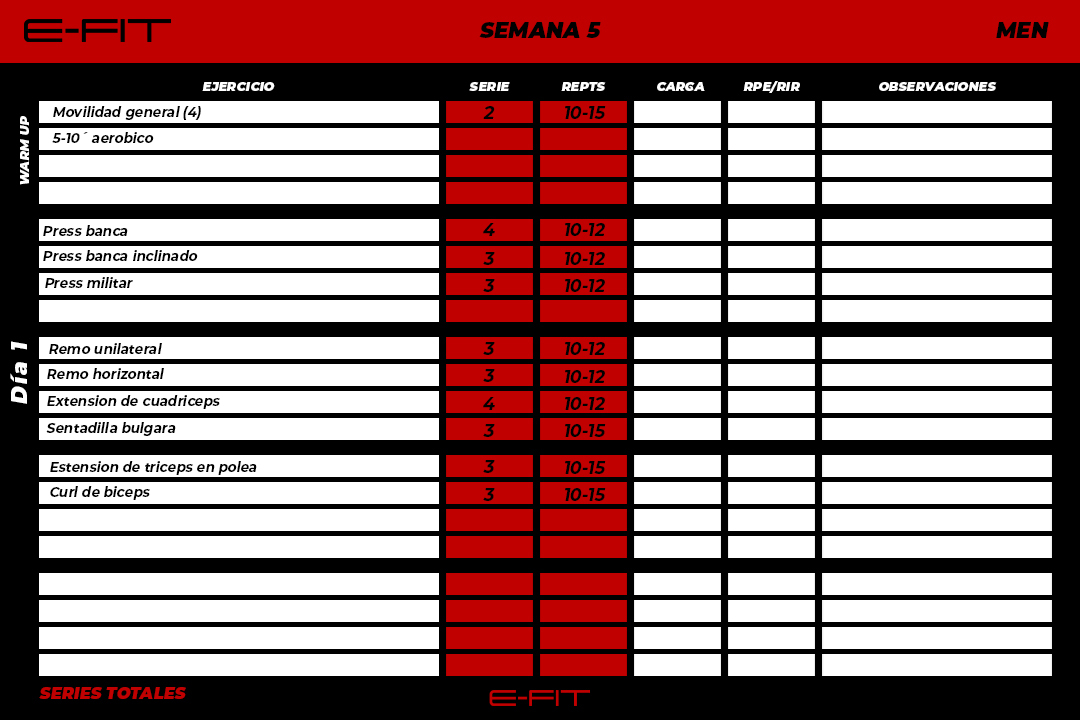 E-FIT SEMANA 5 MEN
EJERCICIO SERIE REPTS CARGA RPE/RIR OBSERVACIONES
WARM UP
Movilidad general (4) 2 10-15
5-10´ aerobico
Press banca 4 10-12
Press banca inclinado 3 10-12
Press militar 3 10-12
Día 1
Remo unilateral 3 10-12
Remo horizontal 3 10-12
Extension de cuadriceps 4 10-12
Sentadilla bulgara 3 10-15
Estension de triceps en polea 3 10-15
Curl de biceps 3 10-15
SERIES TOTALES E-FIT